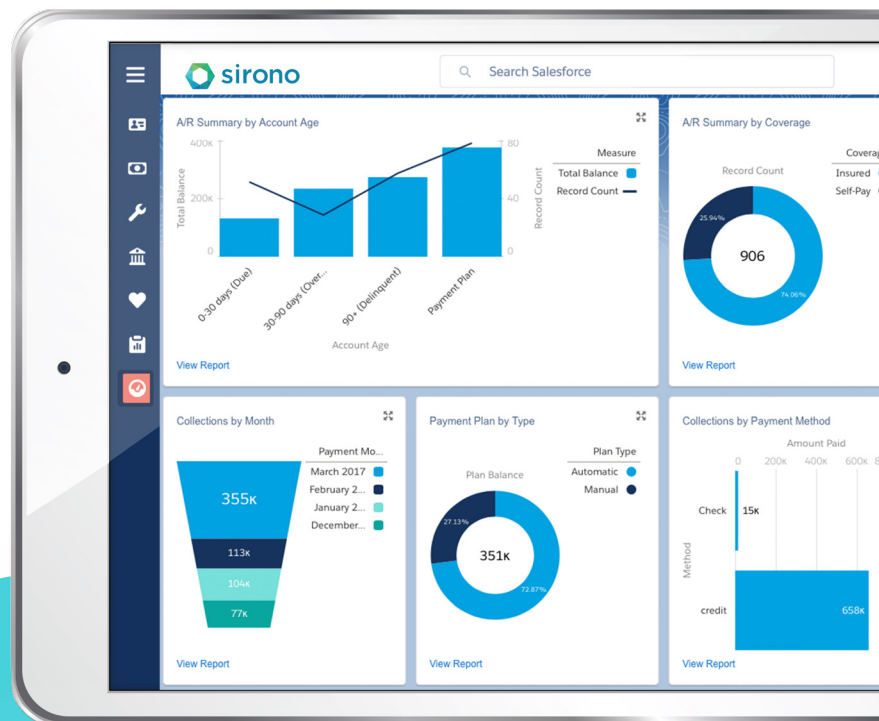 sirono
Search Salesforce
A/R Summary by Account Age
400K
200K
0
Total Balance
80
40
0
Record Count
Measure
Total Balance
Record Count
0-30 days (Due)
30-90 days (Over...
90+ (Delinquent)
Payment Plan
Account Age
View Report
A/R Summary by Coverage
Record Count
Coverag
Insured
Self-Pay
25.94%
906
74.06%
View Report
Collections by Month
Payment Mo...
March 2017
February 2...
January 2...
December...
355K
113K
104K
77K
View Report
Payment Plan by Type
Plan Balance
Plan Type
Automatic
Manual
27.13%
351K
72.87%
View Report
Collections by Payment Method
Amount Paid
0 200K 400K 600K 8
Method
Check 15K
credit 658K
View Report